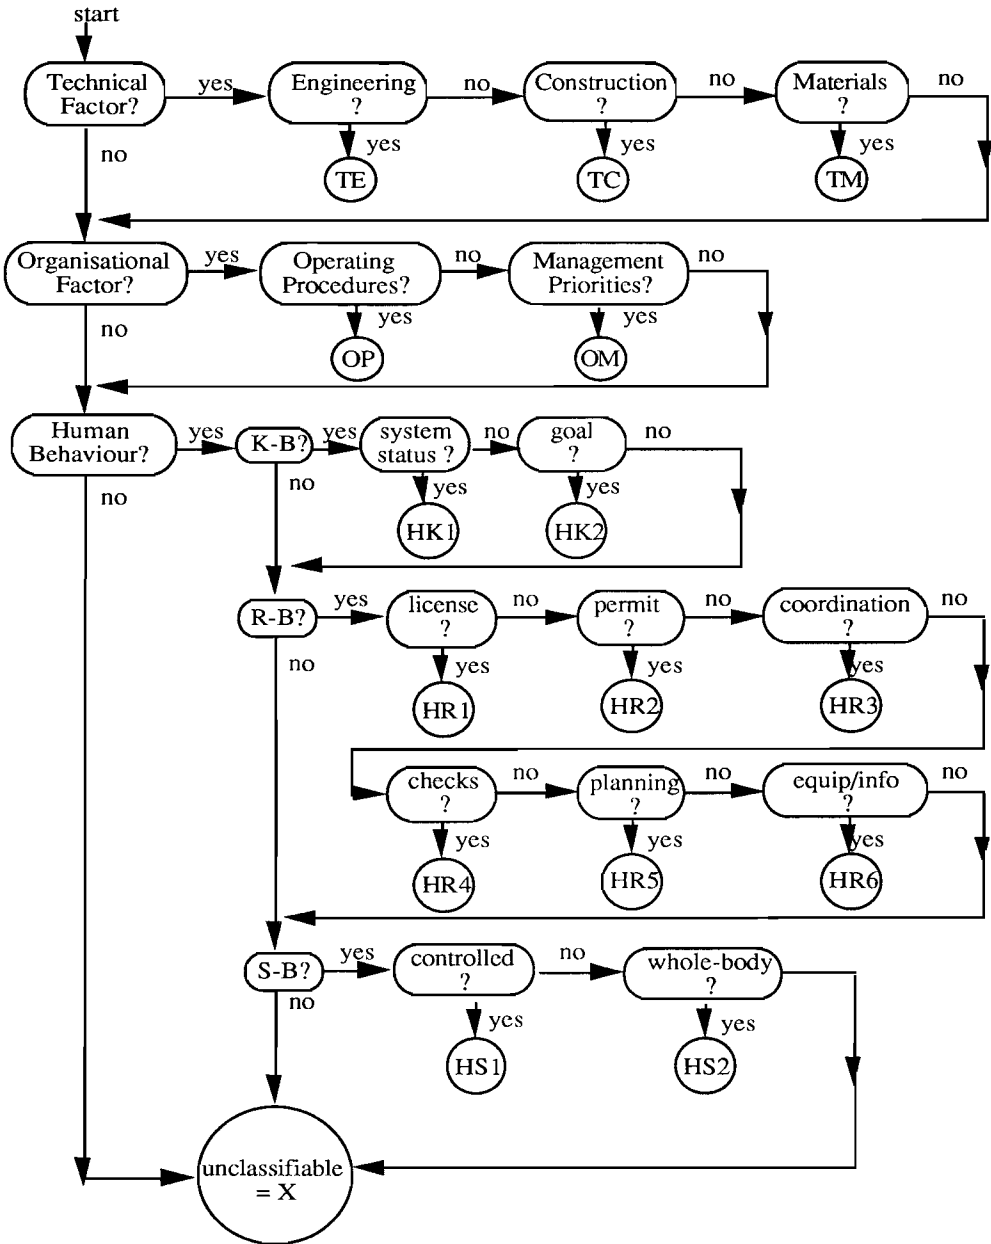 start
Technical
Factor?
yes
Engineering
?
no
Construction
?
no
Materials
?
no
no
yes
yes
yes
TE
TC
TM
Organisational
Factor?
yes
Operating
Procedures?
no
Management
Priorities?
no
no
yes
yes
OP
OM
Human
Behaviour?
yes
K-B?
yes
system
status ?
no
goal
?
no
no
no
yes
yes
HK1
HK2
R-B?
yes
license
?
no
permit
?
no
coordination
?
no
no
yes
yes
yes
HR1
HR2
HR3
checks
?
no
planning
?
no
equip/info
?
no
yes
yes
yes
HR4
HR5
HR6
S-B?
yes
controlled
?
no
whole-body
?
no
yes
yes
HS1
HS2
unclassifiable
= X